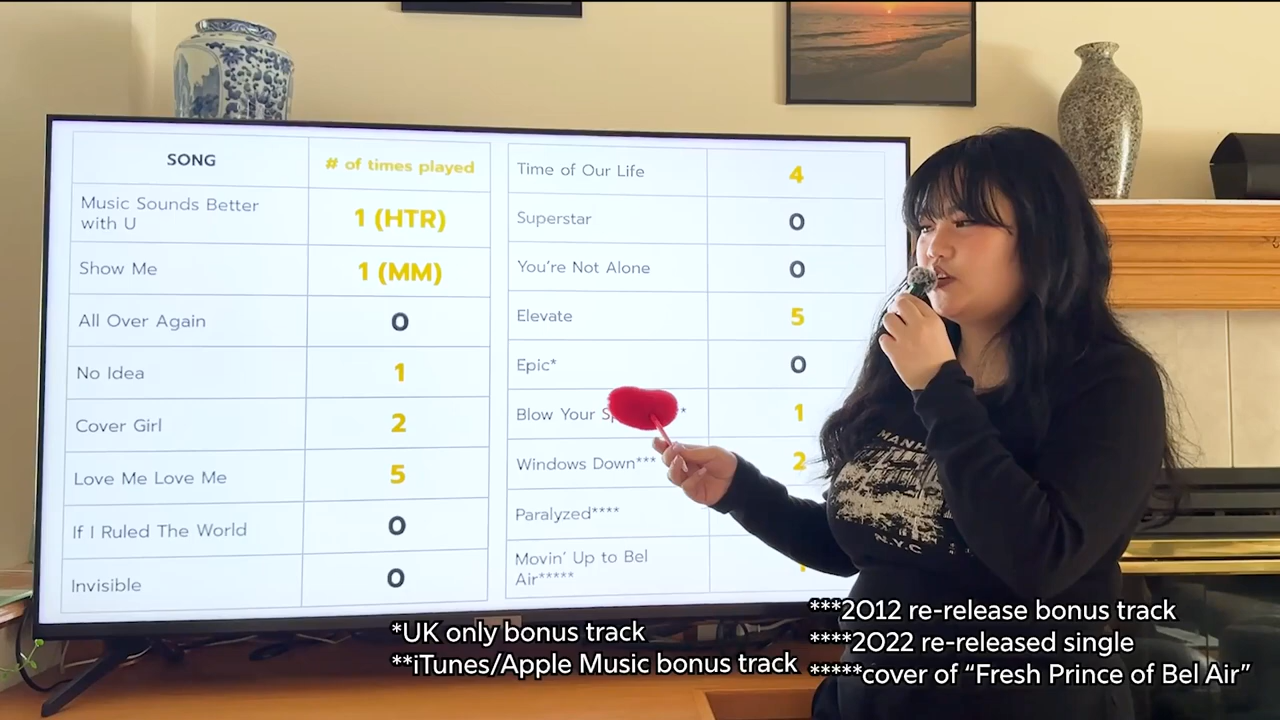 SONG
# of times played
Music Sounds Better
with U
1 (HTR)
Show Me
1 (MM)
All Over Again
0
No Idea
1
Cover Girl
2
Love Me Love Me
5
If I Ruled The World
0
Invisible
0
Time of Our Life
4
Superstar
0
You’re Not Alone
0
Elevate
5
Epic*
0
Blow Your
1
Windows Down***
2
Paralyzed****
Movin’ Up to Bel
Air*****
N.Y.C
*UK only bonus track
**iTunes/Apple Music bonus track
***2012 re-release bonus track
****2022 re-released single
*****cover of “Fresh Prince of Bel Air”